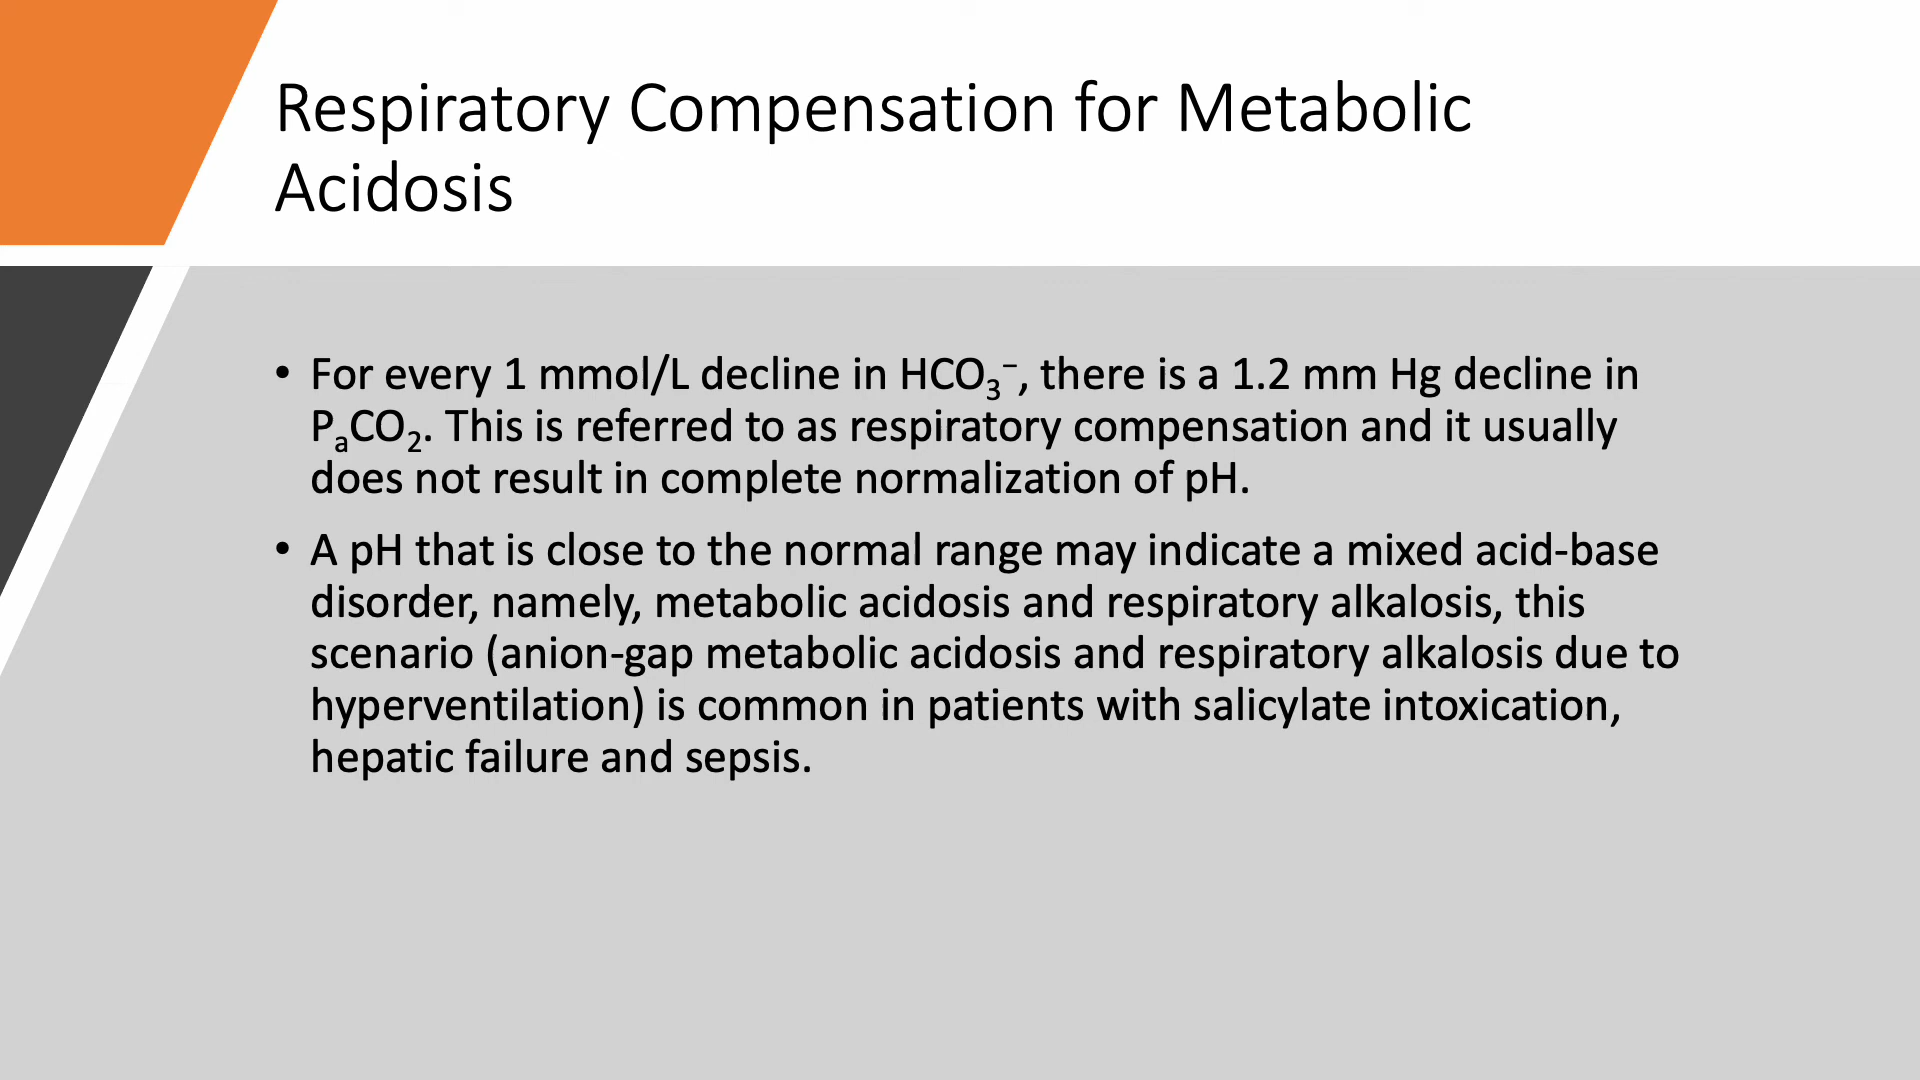 Respiratory Compensation for Metabolic
Acidosis
• For every 1 mmol/L decline in HCO₃⁻, there is a 1.2 mm Hg decline in
PₐCO₂. This is referred to as respiratory compensation and it usually
does not result in complete normalization of pH.
• A pH that is close to the normal range may indicate a mixed acid-base
disorder, namely, metabolic acidosis and respiratory alkalosis, this
scenario (anion-gap metabolic acidosis and respiratory alkalosis due to
hyperventilation) is common in patients with salicylate intoxication,
hepatic failure and sepsis.